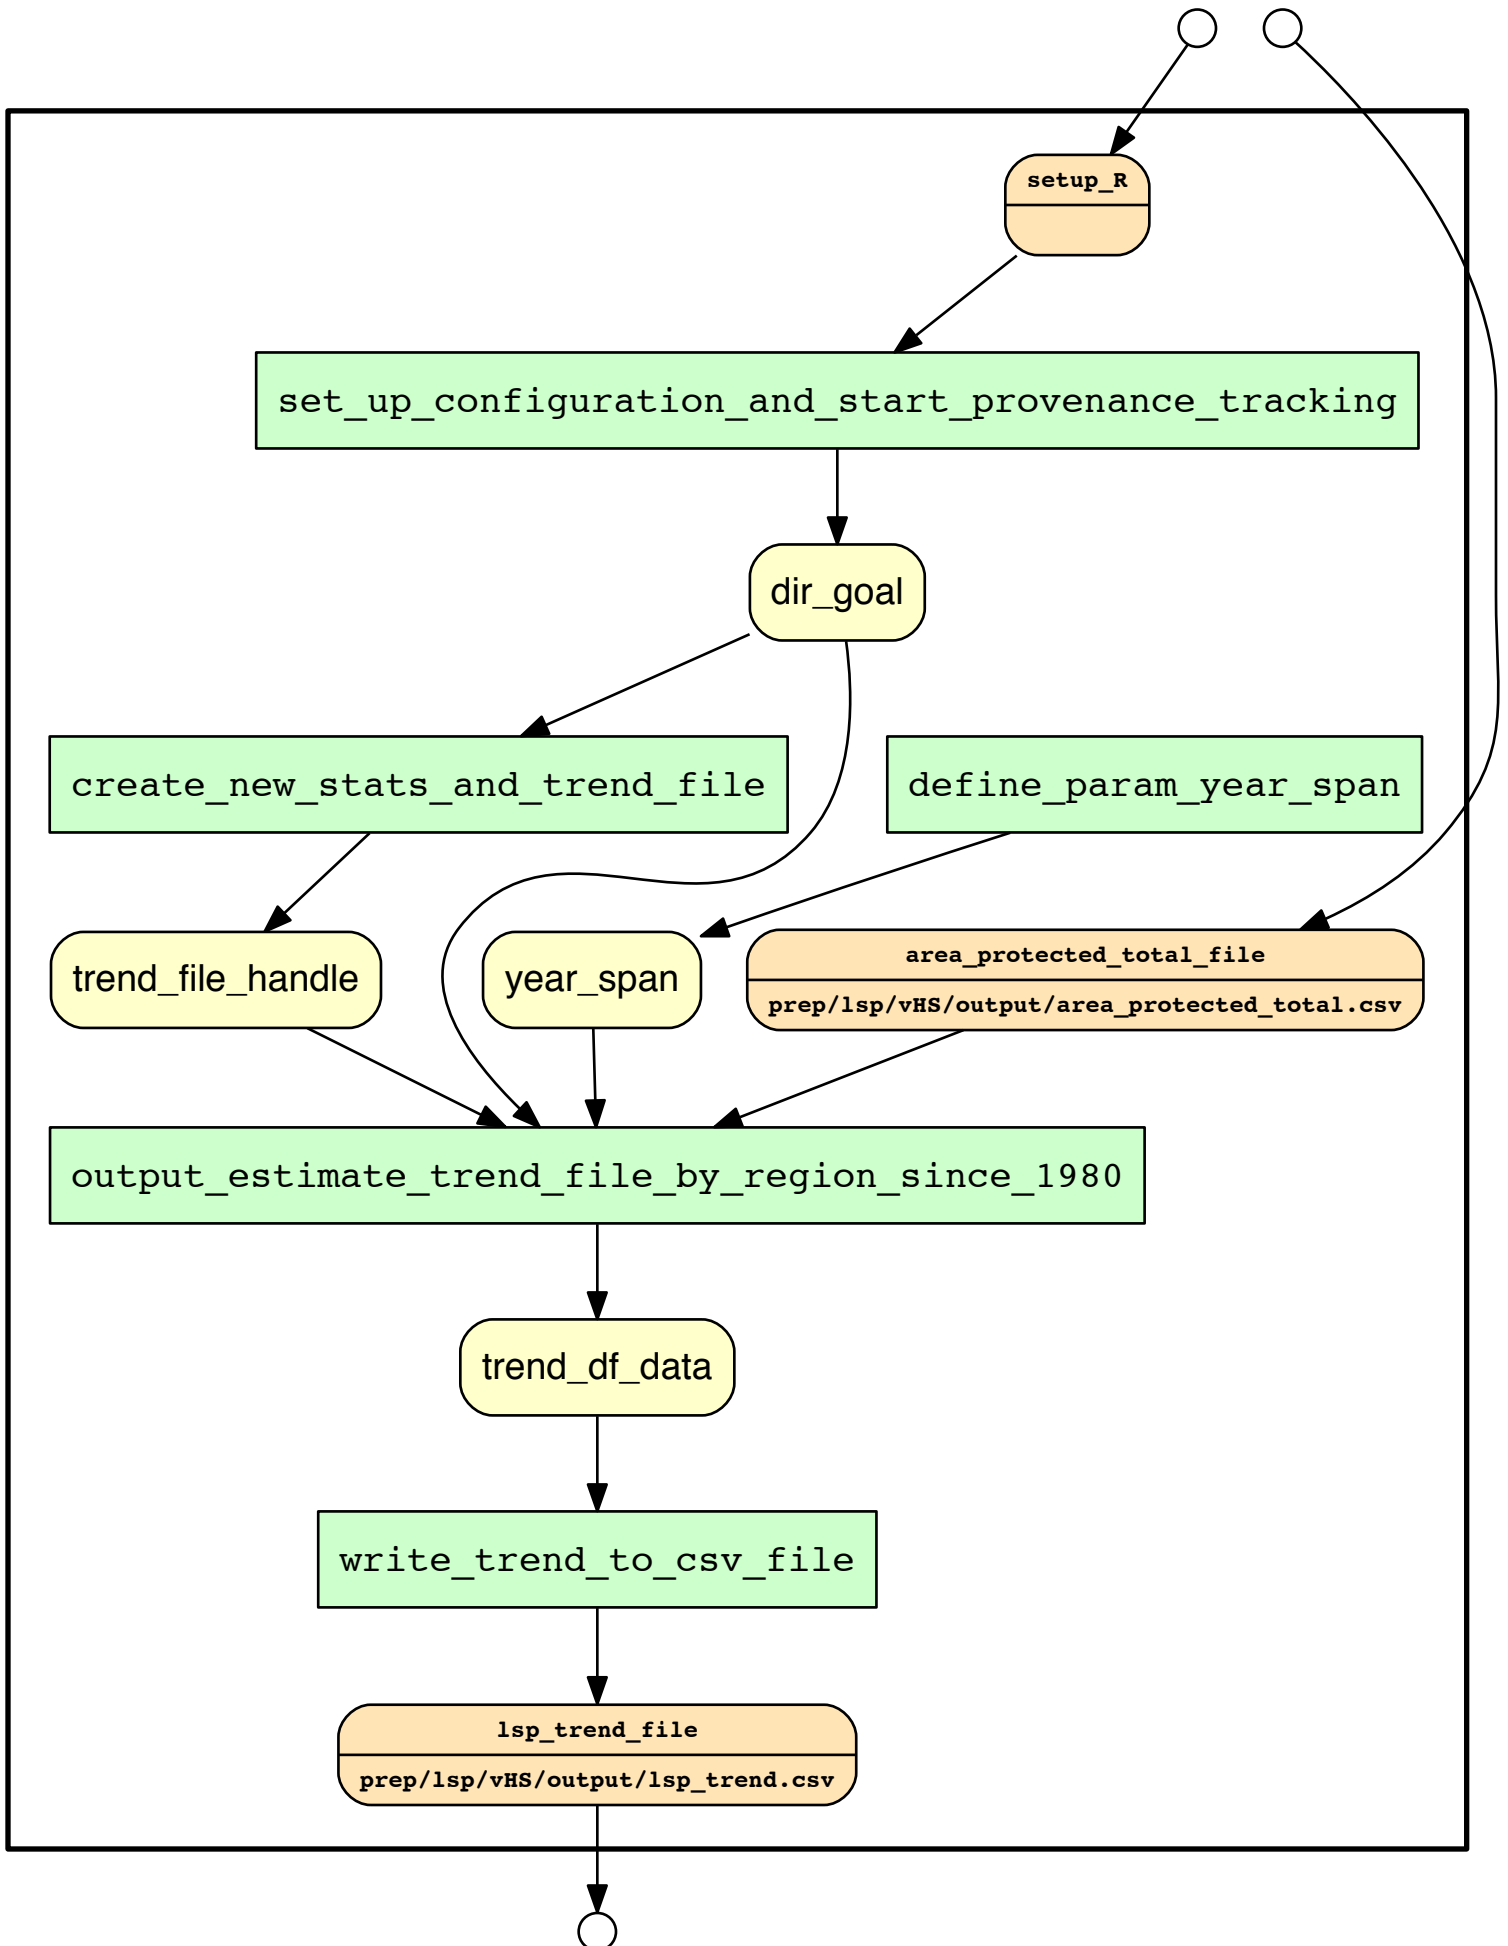 setup_R
set_up_configuration_and_start_provenance_tracking
dir_goal
create_new_stats_and_trend_file
define_param_year_span
trend_file_handle
year_span
area_protected_total_file
prep/lsp/vHS/output/area_protected_total.csv
output_estimate_trend_file_by_region_since_1980
trend_df_data
write_trend_to_csv_file
lsp_trend_file
prep/lsp/vHS/output/lsp_trend.csv